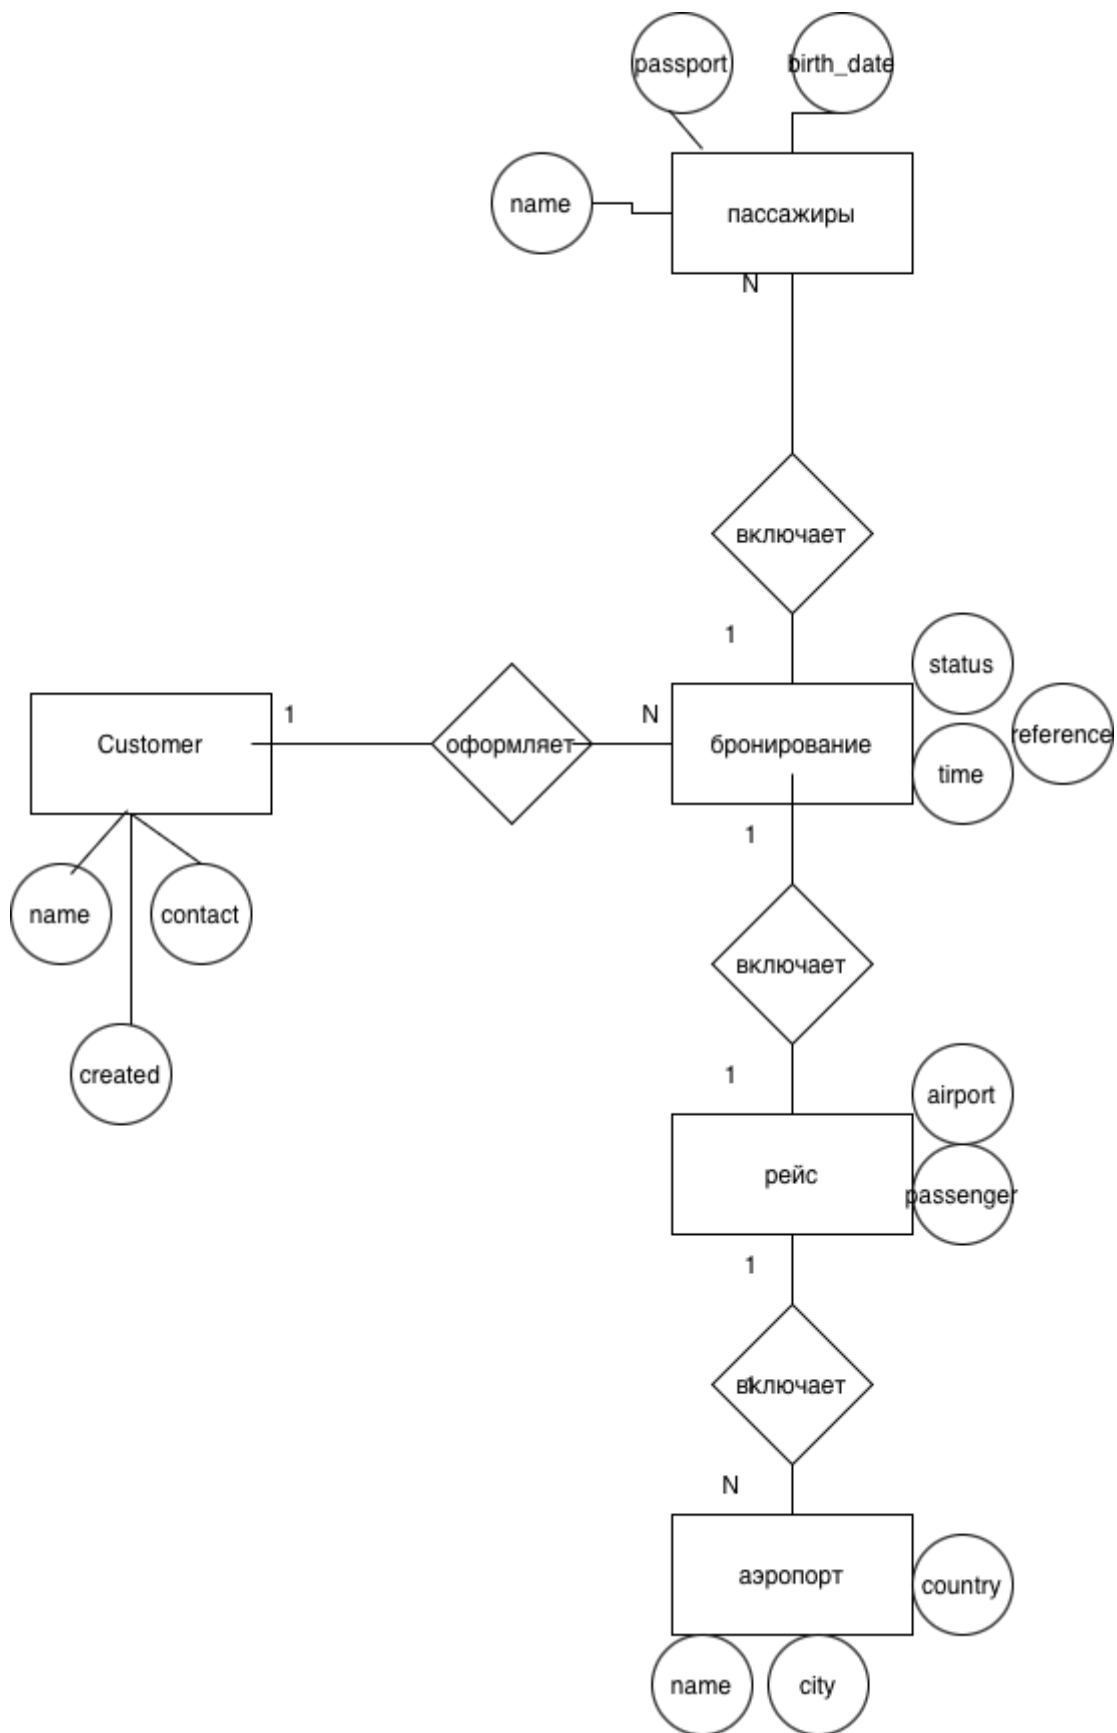 passport
birth_date
name
пассажиры
N
включает
1
status
reference
Customer
1
оформляет
N
бронирование
time
1
name
contact
включает
created
1
airport
рейс
passenger
1
включает
1
N
аэропорт
country
name
city